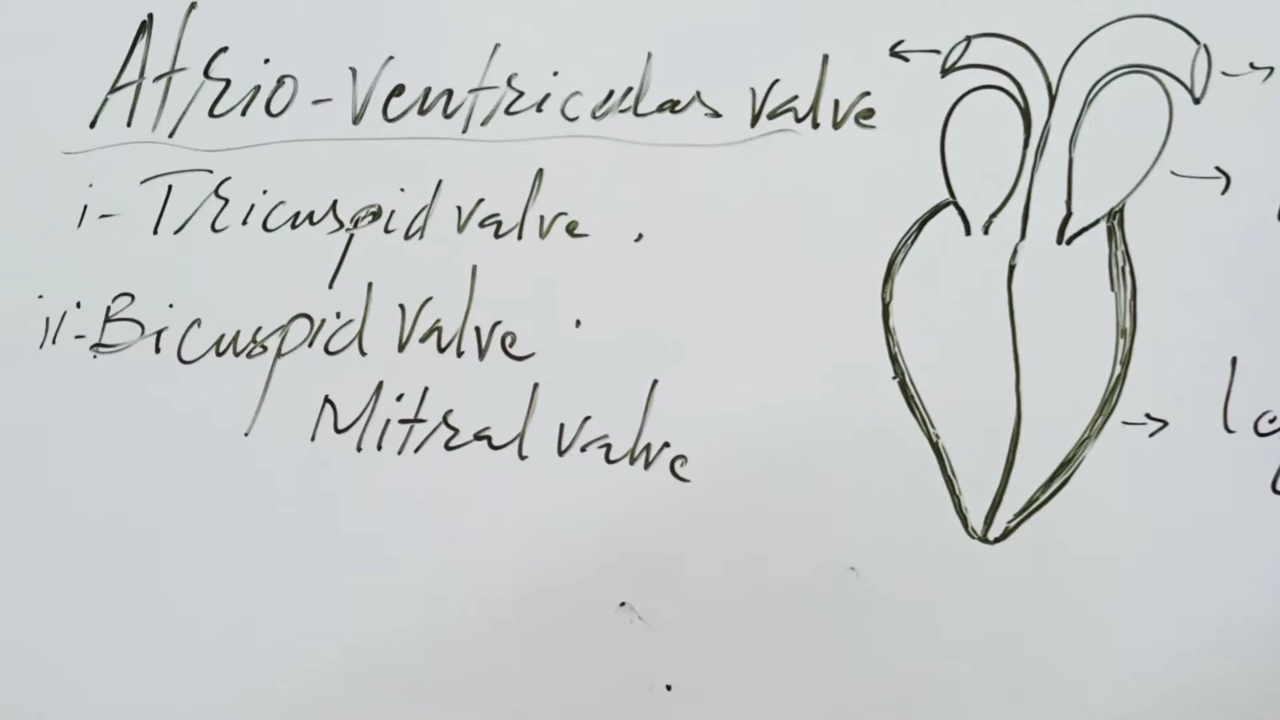 Atrio-Ventricular valve
i- Tricuspid valve .
ii- Bicuspid Valve .
Mitral valve